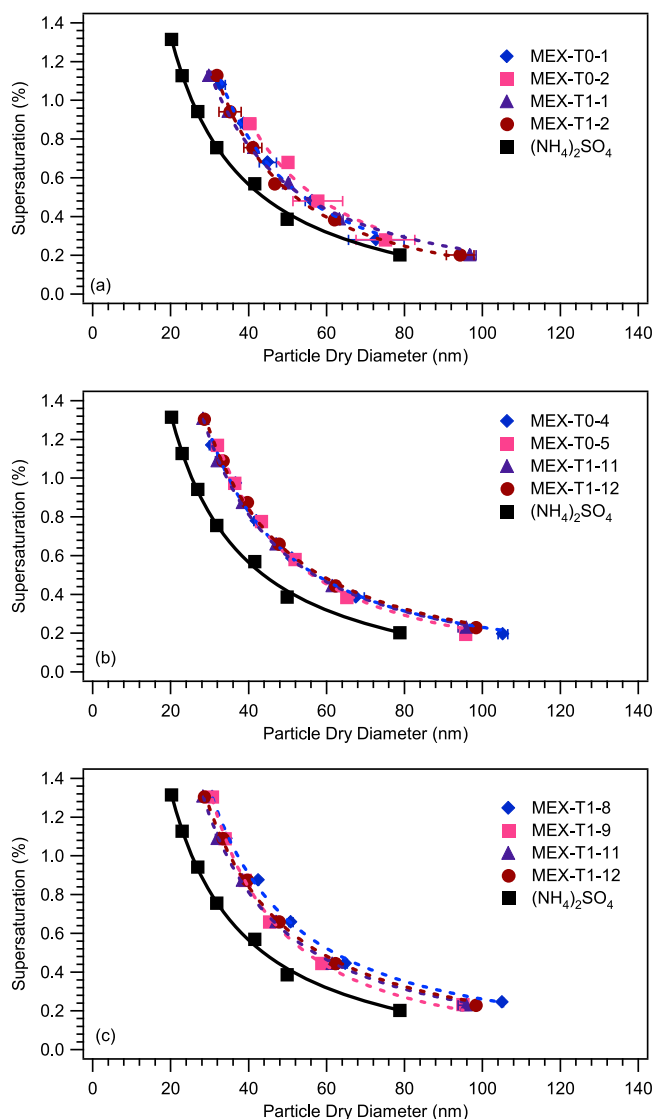 1.4
1.2
1.0
0.8
0.6
0.4
0.2
0.0
Supersaturation (%)
MEX-T0-1
MEX-T0-2
MEX-T1-1
MEX-T1-2
(NH₄)₂SO₄
(a)
0 20 40 60 80 100 120 140
Particle Dry Diameter (nm)
1.4
1.2
1.0
0.8
0.6
0.4
0.2
0.0
Supersaturation (%)
MEX-T0-4
MEX-T0-5
MEX-T1-11
MEX-T1-12
(NH₄)₂SO₄
(b)
0 20 40 60 80 100 120 140
Particle Dry Diameter (nm)
1.4
1.2
1.0
0.8
0.6
0.4
0.2
0.0
Supersaturation (%)
MEX-T1-8
MEX-T1-9
MEX-T1-11
MEX-T1-12
(NH₄)₂SO₄
(c)
0 20 40 60 80 100 120 140
Particle Dry Diameter (nm)